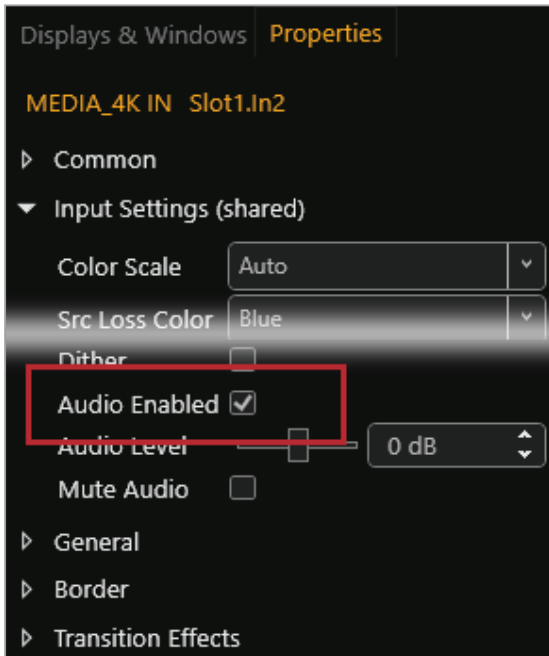 Displays & Windows Properties
MEDIA_4K IN Slot1.In2
Common
Input Settings (shared)
Color Scale Auto
Src Loss Color Blue
Dither
Audio Enabled
Audio Level 0 dB
Mute Audio
General
Border
Transition Effects